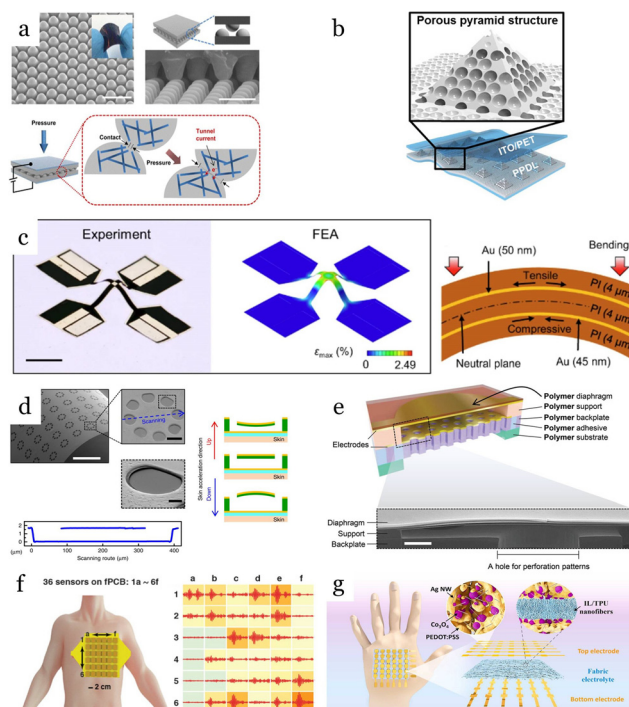 a
Pressure
Contact
Pressure
Tunnel
current
b
Porous pyramid structure
ITO/PET
PPDL
c
Experiment
FEA
εmax (%)
0
2.49
Au (50 nm)
Bending
Tensile
PI (4 μm)
PI (4 μm)
Compressive
PI (4 μm)
Neutral plane
Au (45 nm)
d
Scanning
Skin acceleration direction
Up
Down
Skin
Skin
Skin
2
1
0
(μm)
0
100
200
300
400
Scanning route (μm)
e
Polymer diaphragm
Polymer support
Polymer backplate
Polymer adhesive
Polymer substrate
Electrodes
Diaphragm
Support
Backplate
A hole for perforation patterns
f
36 sensors on fPCB: 1a ~ 6f
a f
1
6
2 cm
a b c d e f
1
2
3
4
5
6
g
Ag NW
Co3O4
PEDOT:PSS
IL/TPU
nanofibers
Top electrode
Fabric
electrolyte
Bottom electrode